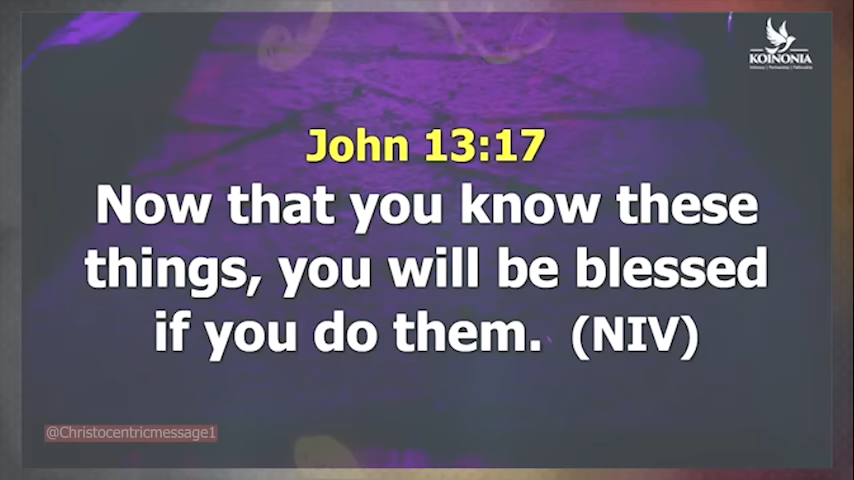 KOINONIA
John 13:17
Now that you know these
things, you will be blessed
if you do them. (NIV)
@Christocentricmessage1